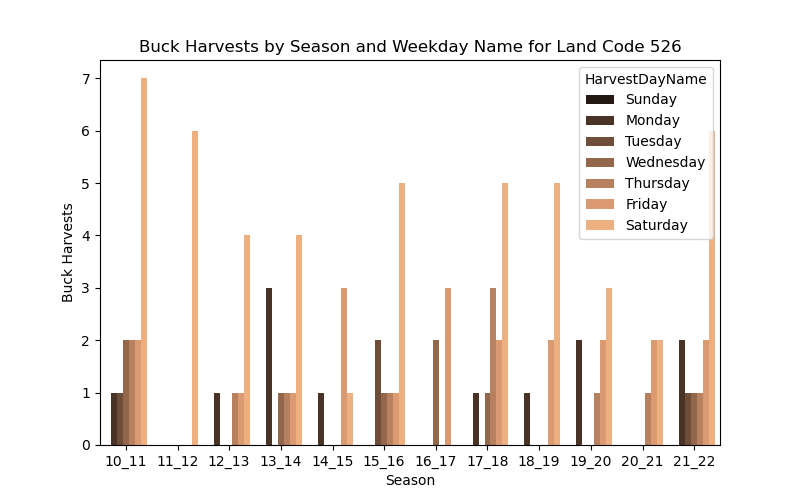 Buck Harvests by Season and Weekday Name for Land Code 526
HarvestDayName
Sunday
Monday
Tuesday
Wednesday
Thursday
Friday
Saturday
Buck Harvests
7
6
5
4
3
2
1
0
10_11 11_12 12_13 13_14 14_15 15_16 16_17 17_18 18_19 19_20 20_21 21_22
Season